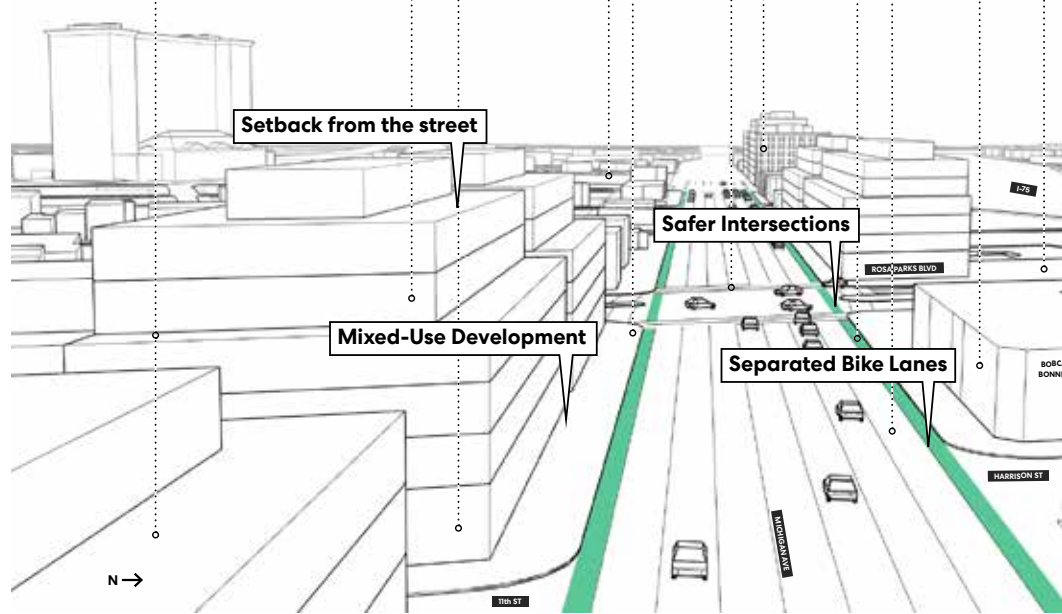 Setback from the street
I-75
Safer Intersections
ROSA PARKS BLVD
Mixed-Use Development
Separated Bike Lanes
BOBC
BONN
HARRISON ST
MICHIGAN AVE
N
11th ST